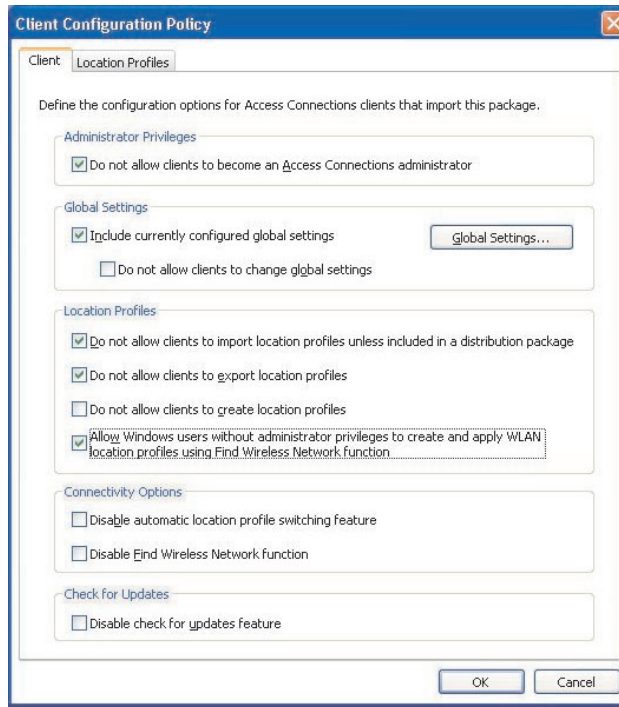 Client Configuration Policy
Client
Location Profiles
Define the configuration options for Access Connections clients that import this package.
Administrator Privileges
Do not allow clients to become an Access Connections administrator
Global Settings
Include currently configured global settings
Global Settings...
Do not allow clients to change global settings
Location Profiles
Do not allow clients to import location profiles unless included in a distribution package
Do not allow clients to export location profiles
Do not allow clients to create location profiles
Allow Windows users without administrator privileges to create and apply WLAN
location profiles using Find Wireless Network function
Connectivity Options
Disable automatic location profile switching feature
Disable Find Wireless Network function
Check for Updates
Disable check for updates feature
OK
Cancel